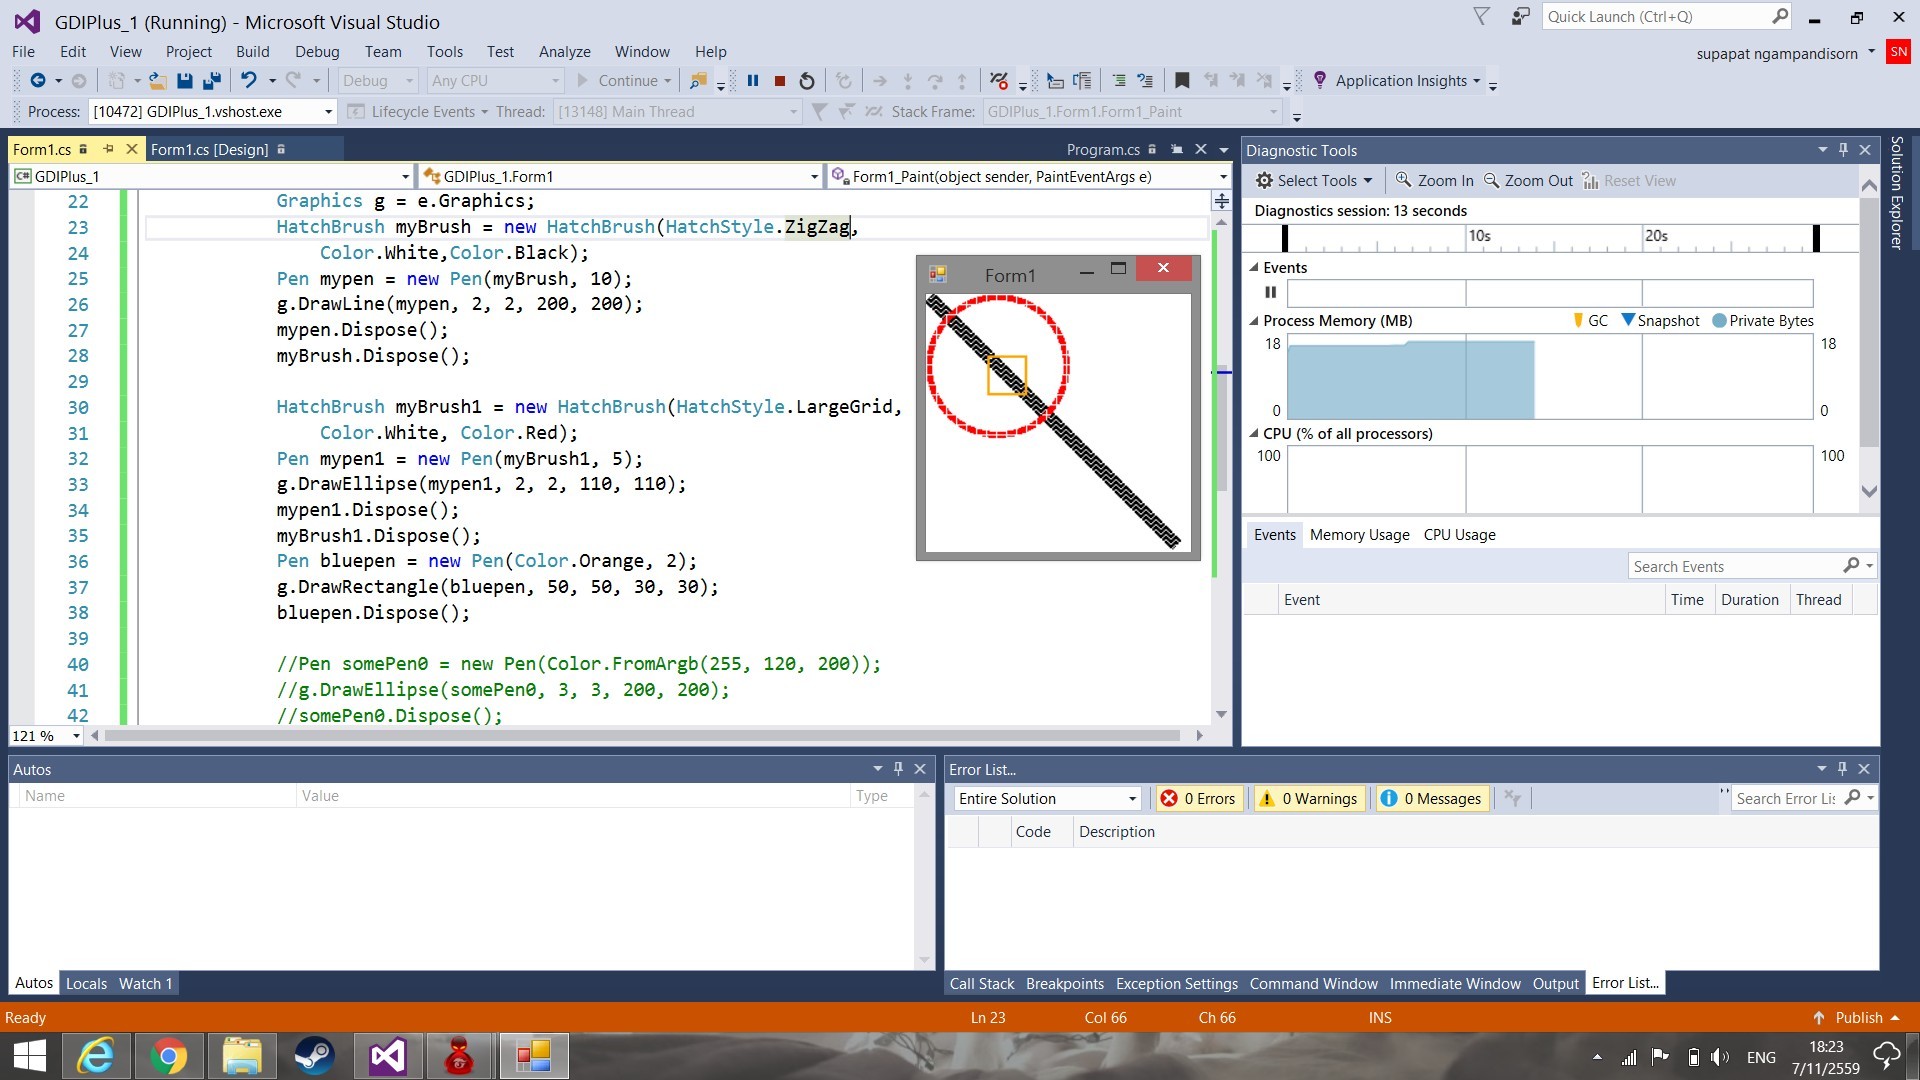 GDIPlus_1 (Running) - Microsoft Visual Studio
Quick Launch (Ctrl+Q)
File Edit View Project Build Debug Team Tools Test Analyze Window Help
supapat ngampandisorn SN
Debug Any CPU Continue Application Insights
Process: [10472] GDIPlus_1.vshost.exe Lifecycle Events Thread: [13148] Main Thread Stack Frame: GDIPlus_1.Form1.Form1_Paint
Form1.cs Form1.cs [Design] Program.cs
GDIPlus_1 GDIPlus_1.Form1 Form1_Paint(object sender, PaintEventArgs e)
22 Graphics g = e.Graphics;
23 HatchBrush myBrush = new HatchBrush(HatchStyle.ZigZag,
24 Color.White,Color.Black);
25 Pen mypen = new Pen(myBrush, 10);
26 g.DrawLine(mypen, 2, 2, 200, 200);
27 mypen.Dispose();
28 myBrush.Dispose();
29
30 HatchBrush myBrush1 = new HatchBrush(HatchStyle.LargeGrid,
31 Color.White, Color.Red);
32 Pen mypen1 = new Pen(myBrush1, 5);
33 g.DrawEllipse(mypen1, 2, 2, 110, 110);
34 mypen1.Dispose();
35 myBrush1.Dispose();
36 Pen bluepen = new Pen(Color.Orange, 2);
37 g.DrawRectangle(bluepen, 50, 50, 30, 30);
38 bluepen.Dispose();
39
40 //Pen somePen0 = new Pen(Color.FromArgb(255, 120, 200));
41 //g.DrawEllipse(somePen0, 3, 3, 200, 200);
42 //somePen0.Dispose();
121 %
Form1
Diagnostic Tools
Select Tools Zoom In Zoom Out Reset View
Diagnostics session: 13 seconds
10s 20s
Events
Process Memory (MB) GC Snapshot Private Bytes
18 18
0 0
CPU (% of all processors)
100 100
Events Memory Usage CPU Usage
Search Events
Event Time Duration Thread
Solution Explorer
Autos
Name Value Type
Autos Locals Watch 1
Error List...
Entire Solution 0 Errors 0 Warnings 0 Messages Search Error Lis
Code Description
Call Stack Breakpoints Exception Settings Command Window Immediate Window Output Error List...
Ready Ln 23 Col 66 Ch 66 INS Publish
ENG 18:23
7/11/2559